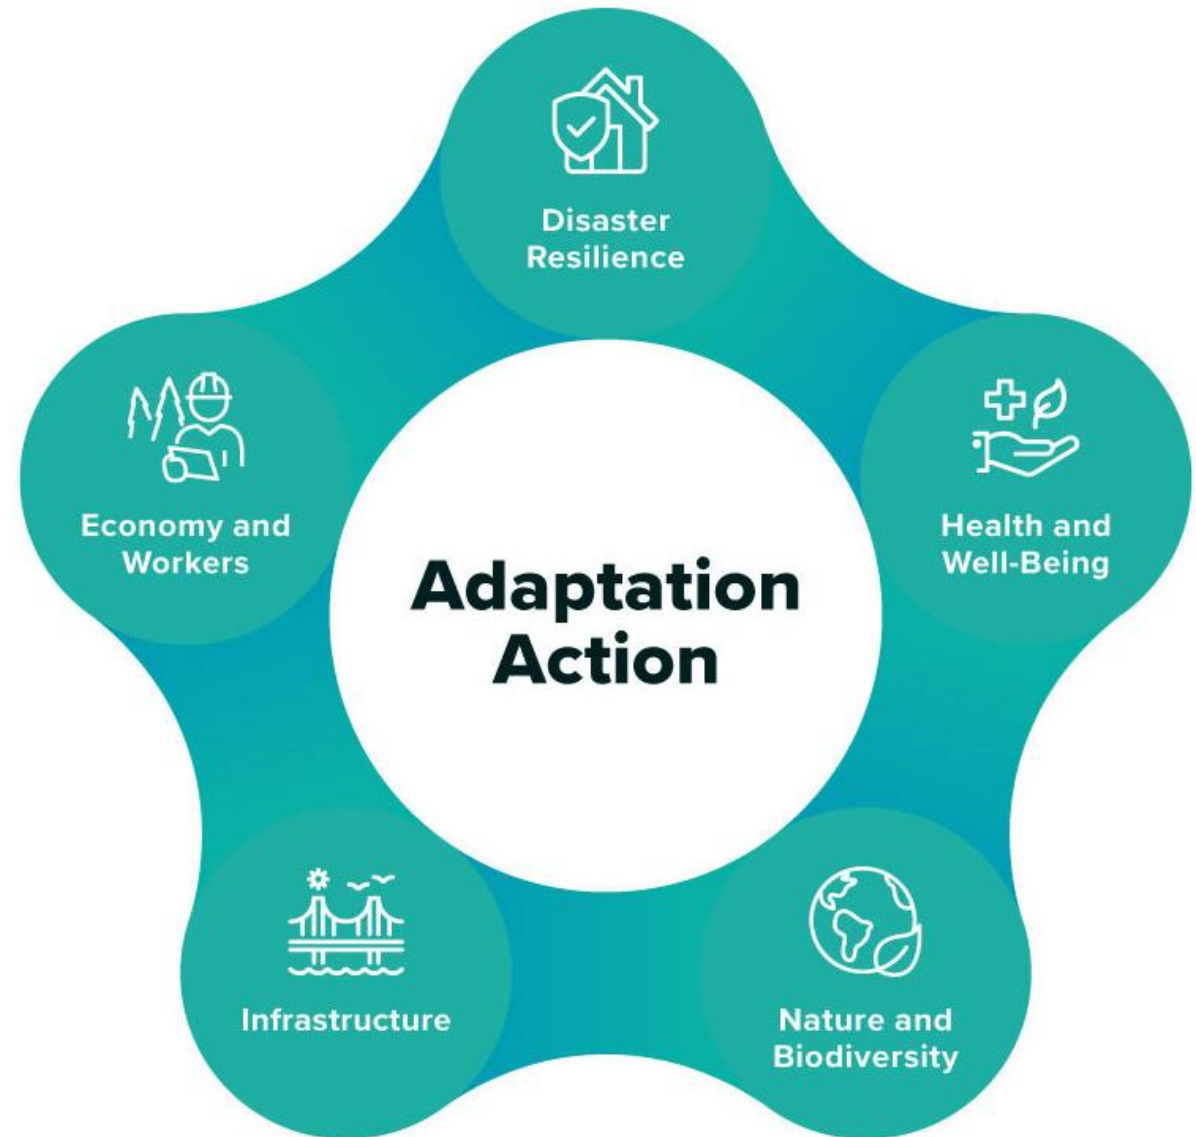 Disaster
Resilience
Economy and
Workers
Health and
Well-Being
Adaptation
Action
Infrastructure
Nature and
Biodiversity